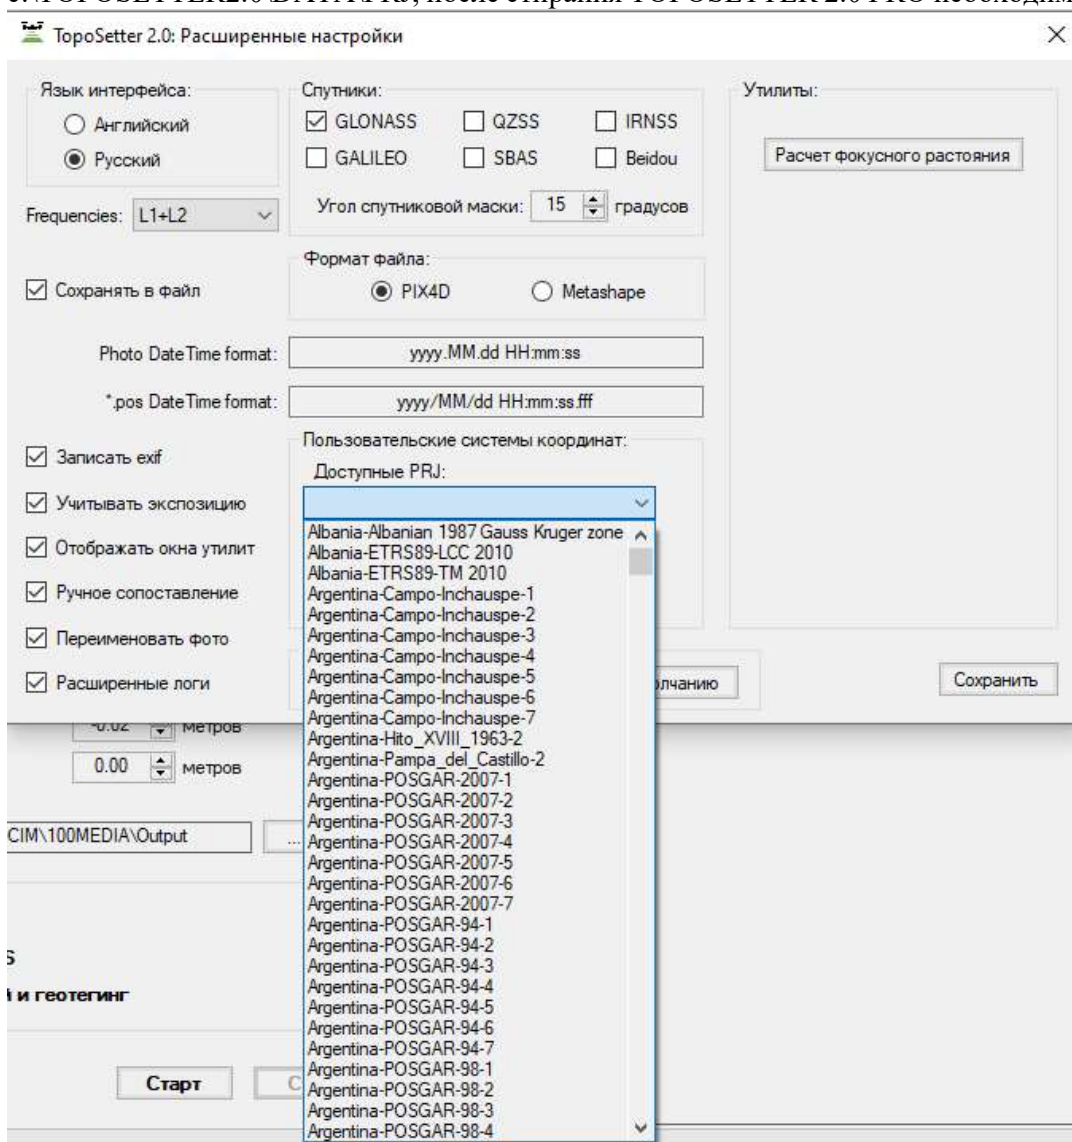 TopoSetter 2.0: Расширенные настройки
Язык интерфейса:
Английский
Русский
Frequencies: L1+L2
Спутники:
GLONASS QZSS IRNSS
GALILEO SBAS Beidou
Угол спутниковой маски: 15 градусов
Утилиты:
Расчет фокусного растояния
Формат файла:
PIX4D Metashape
Сохранять в файл
Photo DateTime format: yyyy.MM.dd HH:mm:ss
*.pos DateTime format: yyyy/MM/dd HH:mm:ss.fff
Пользовательские системы координат:
Доступные PRJ:
Записать exif
Учитывать экспозицию
Отображать окна утилит
Ручное сопоставление
Переименовать фото
Расширенные логи
Albania-Albanian 1987 Gauss Kruger zone
Albania-ETRS89-LCC 2010
Albania-ETRS89-TM 2010
Argentina-Campo-Inchauspe-1
Argentina-Campo-Inchauspe-2
Argentina-Campo-Inchauspe-3
Argentina-Campo-Inchauspe-4
Argentina-Campo-Inchauspe-5
Argentina-Campo-Inchauspe-6
Argentina-Campo-Inchauspe-7
Argentina-Hito_XVIII_1963-2
Argentina-Pampa_del_Castillo-2
Argentina-POSGAR-2007-1
Argentina-POSGAR-2007-2
Argentina-POSGAR-2007-3
Argentina-POSGAR-2007-4
Argentina-POSGAR-2007-5
Argentina-POSGAR-2007-6
Argentina-POSGAR-2007-7
Argentina-POSGAR-94-1
Argentina-POSGAR-94-2
Argentina-POSGAR-94-3
Argentina-POSGAR-94-4
Argentina-POSGAR-94-5
Argentina-POSGAR-94-6
Argentina-POSGAR-94-7
Argentina-POSGAR-98-1
Argentina-POSGAR-98-2
Argentina-POSGAR-98-3
Argentina-POSGAR-98-4
олчанию
Сохранить
-0.02 метров
0.00 метров
CIM\100MEDIA\Output ...
S
й и геотегинг
Старт С